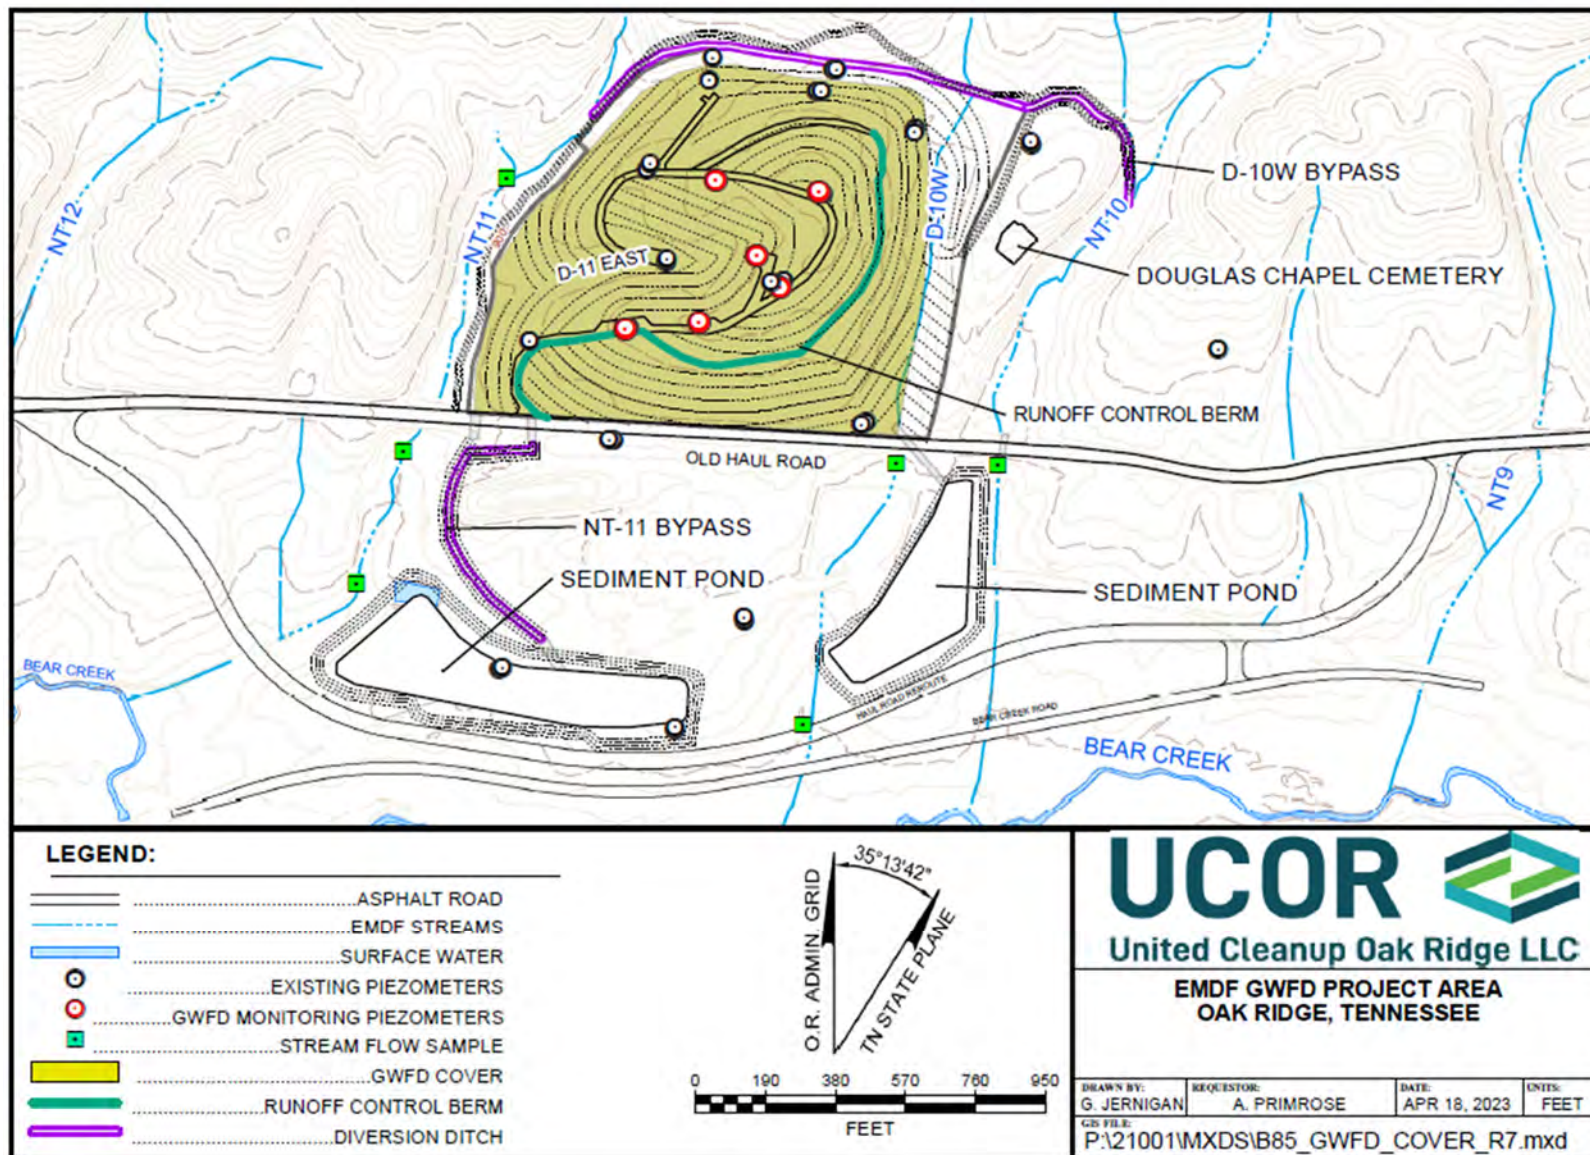 NT12
NT11
900
D-11 EAST
D-10W
NT-10
D-10W BYPASS
DOUGLAS CHAPEL CEMETERY
RUNOFF CONTROL BERM
OLD HAUL ROAD
NT9
NT-11 BYPASS
SEDIMENT POND
SEDIMENT POND
BEAR CREEK
HAUL ROAD REROUTE
BEAR CREEK ROAD
BEAR CREEK
LEGEND:
ASPHALT ROAD
EMDF STREAMS
SURFACE WATER
EXISTING PIEZOMETERS
GWFD MONITORING PIEZOMETERS
STREAM FLOW SAMPLE
GWFD COVER
RUNOFF CONTROL BERM
DIVERSION DITCH
35°13'42"
O.R. ADMIN. GRID
TN STATE PLANE
0 190 380 570 760 950
FEET
UCOR
United Cleanup Oak Ridge LLC
EMDF GWFD PROJECT AREA
OAK RIDGE, TENNESSEE
DRAWN BY: REQUESTOR: DATE: UNITS:
G. JERNIGAN A. PRIMROSE APR 18, 2023 FEET
GIS FILE:
P:\21001\MXDS\B85_GWFD_COVER_R7.mxd